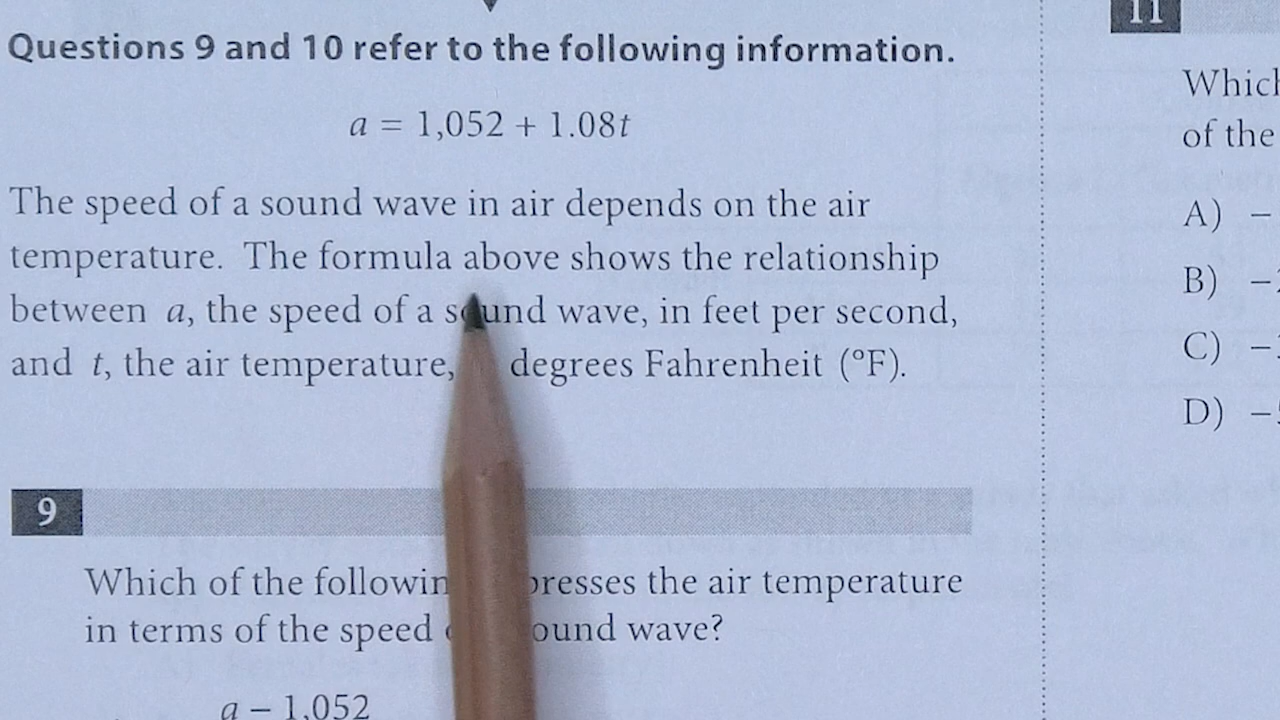 Questions 9 and 10 refer to the following information.
a = 1,052 + 1.08t
The speed of a sound wave in air depends on the air
temperature. The formula above shows the relationship
between a, the speed of a sound wave, in feet per second,
and t, the air temperature, degrees Fahrenheit (°F).
9
Which of the presses the air temperature
in terms of the speed ound wave?
a − 1,052
11
Which
of the
A) −
B) −
C) −
D) −